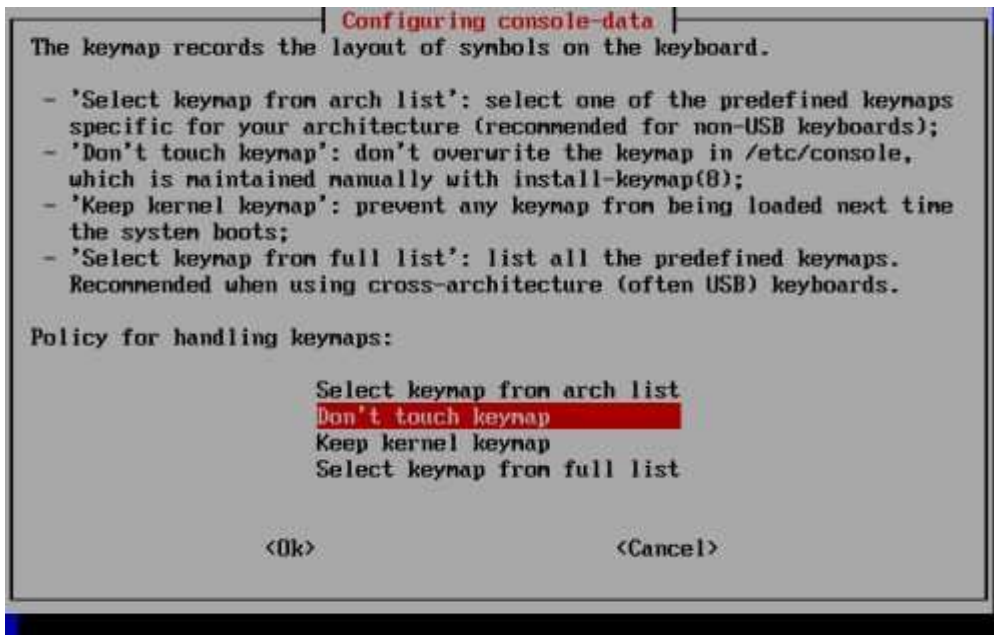 Configuring console-data
The keymap records the layout of symbols on the keyboard.
- 'Select keymap from arch list': select one of the predefined keymaps
specific for your architecture (recommended for non-USB keyboards);
- 'Don't touch keymap': don't overwrite the keymap in /etc/console,
which is maintained manually with install-keymap(8);
- 'Keep kernel keymap': prevent any keymap from being loaded next time
the system boots;
- 'Select keymap from full list': list all the predefined keymaps.
Recommended when using cross-architecture (often USB) keyboards.
Policy for handling keymaps:
Select keymap from arch list
Don't touch keymap
Keep kernel keymap
Select keymap from full list
<Ok> <Cancel>